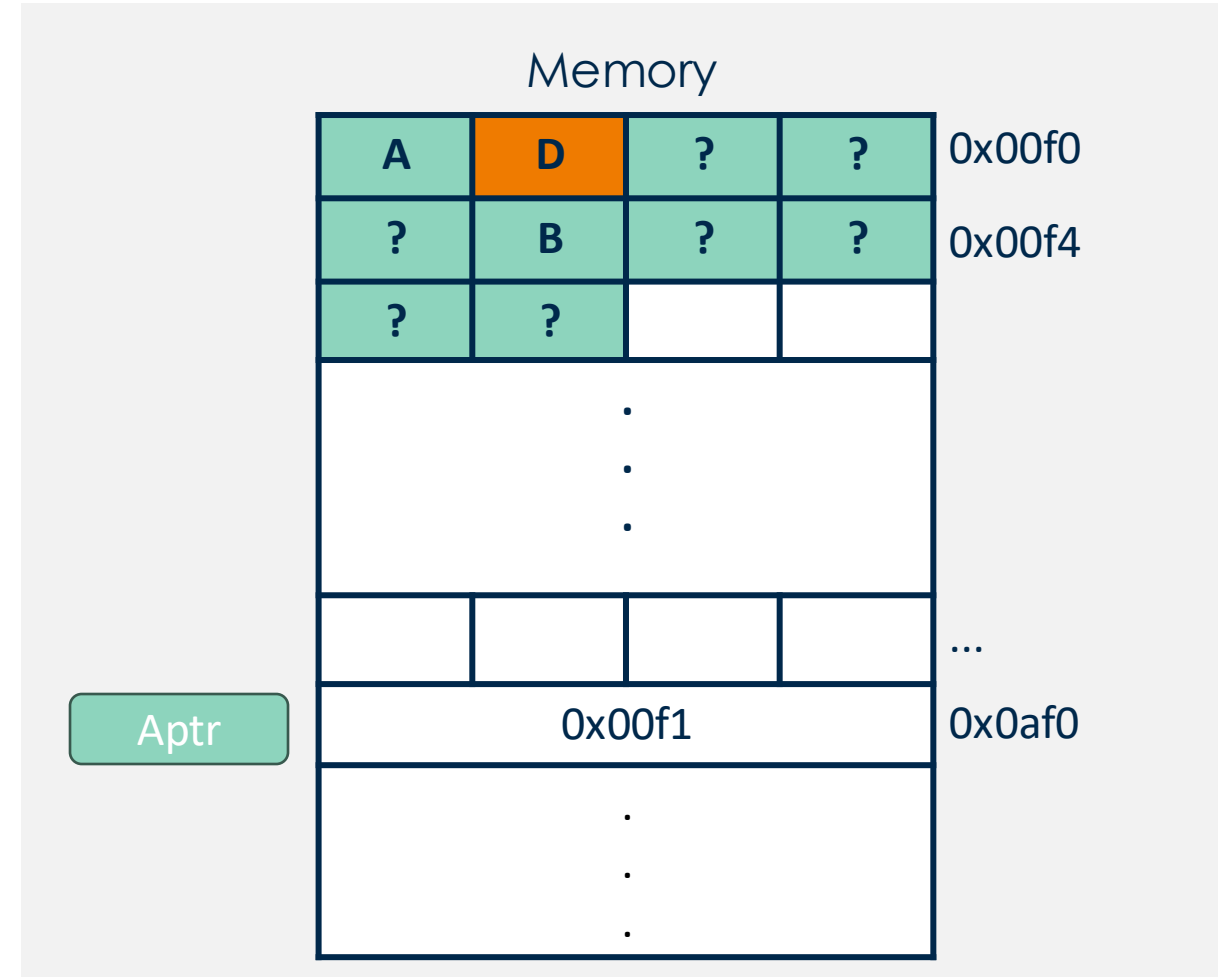 Memory
A D ? ? 0x00f0
? B ? ? 0x00f4
? ?
.
.
.
...
Aptr 0x00f1 0x0af0
.
.
.